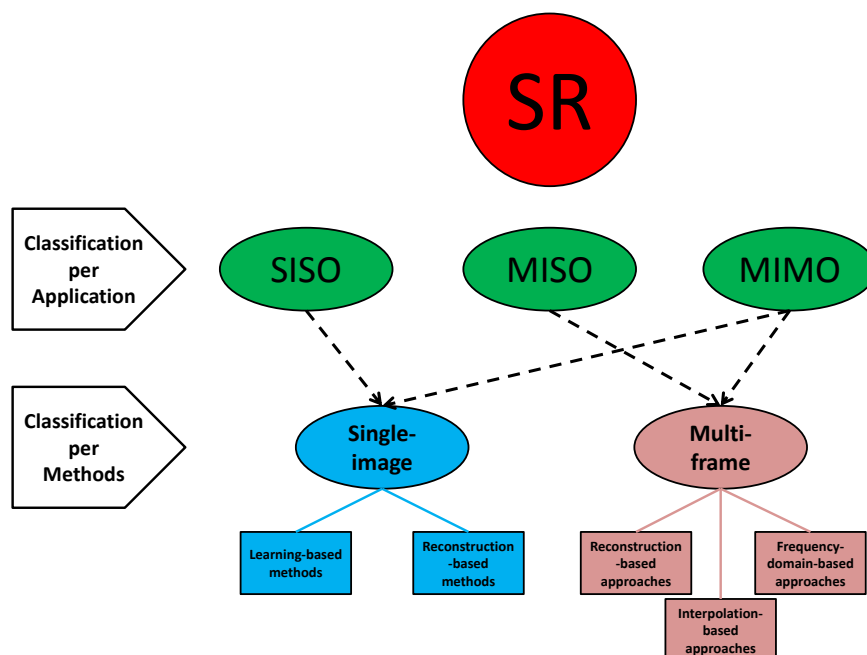 SR
Classification
per
Application
SISO
MISO
MIMO
Classification
per
Methods
Single-
image
Multi-
frame
Learning-based
methods
Reconstruction
-based methods
Reconstruction
-based
approaches
Interpolation-
based
approaches
Frequency-
domain-based
approaches